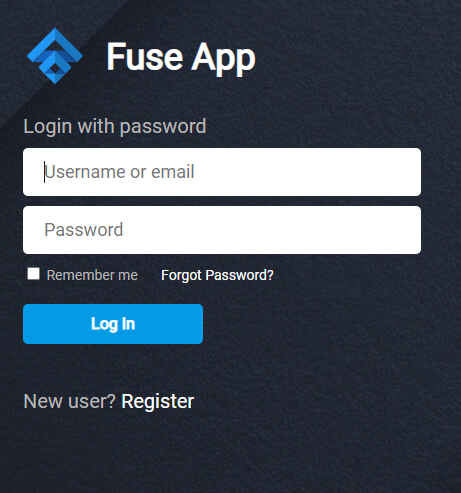 Fuse App
Login with password
Username or email
Password
Remember me Forgot Password?
Log In
New user? Register